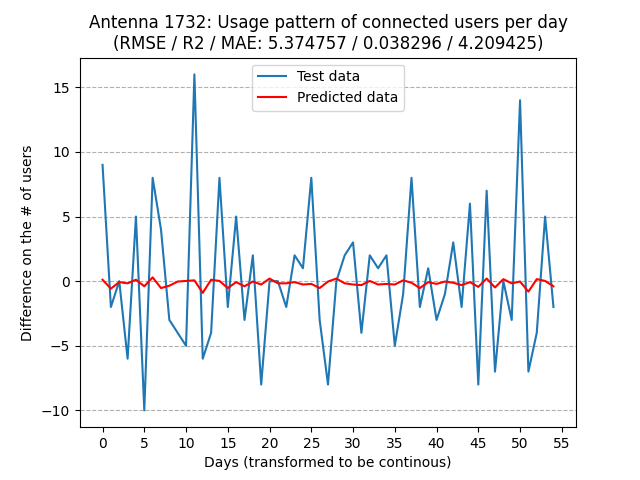 Antenna 1732: Usage pattern of connected users per day
(RMSE / R2 / MAE: 5.374757 / 0.038296 / 4.209425)
Test data
Predicted data
Difference on the # of users
15
10
5
0
−5
−10
0 5 10 15 20 25 30 35 40 45 50 55
Days (transformed to be continous)